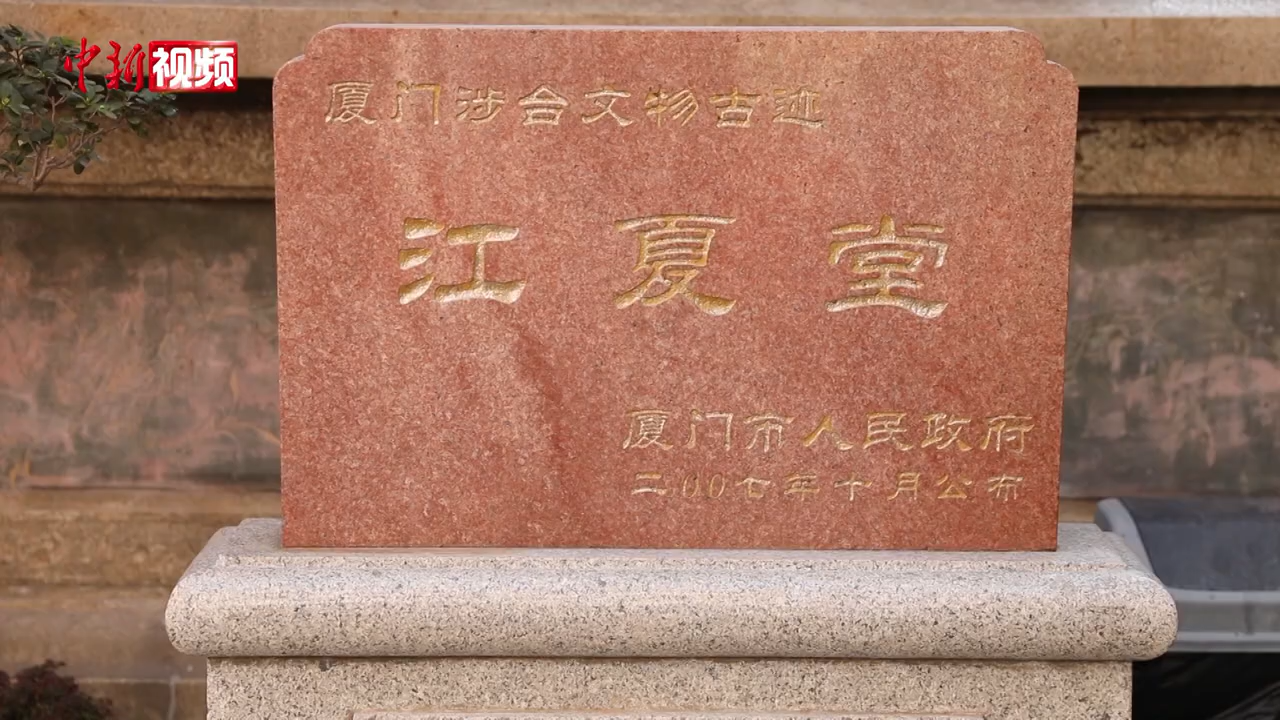 中新视频
厦门涉台文物古迹
江夏堂
厦门市人民政府
二00七年十月公布